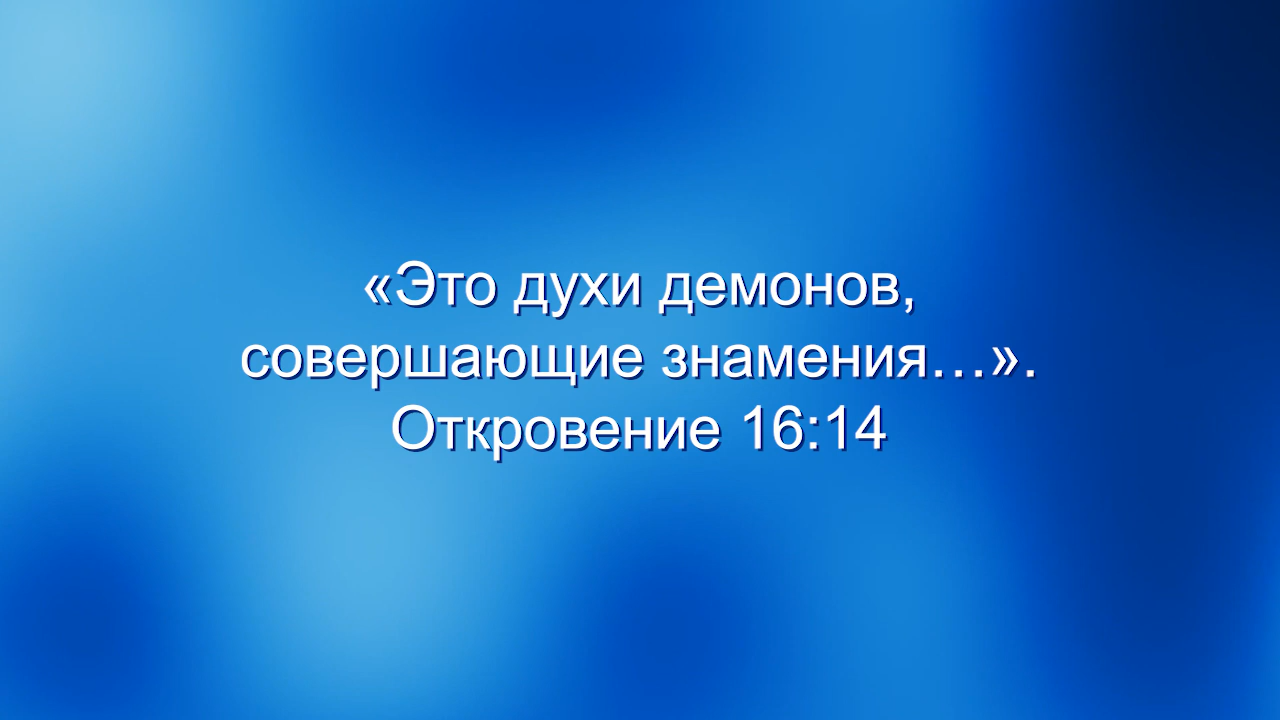 «Это духи демонов,
совершающие знамения…».
Откровение 16:14